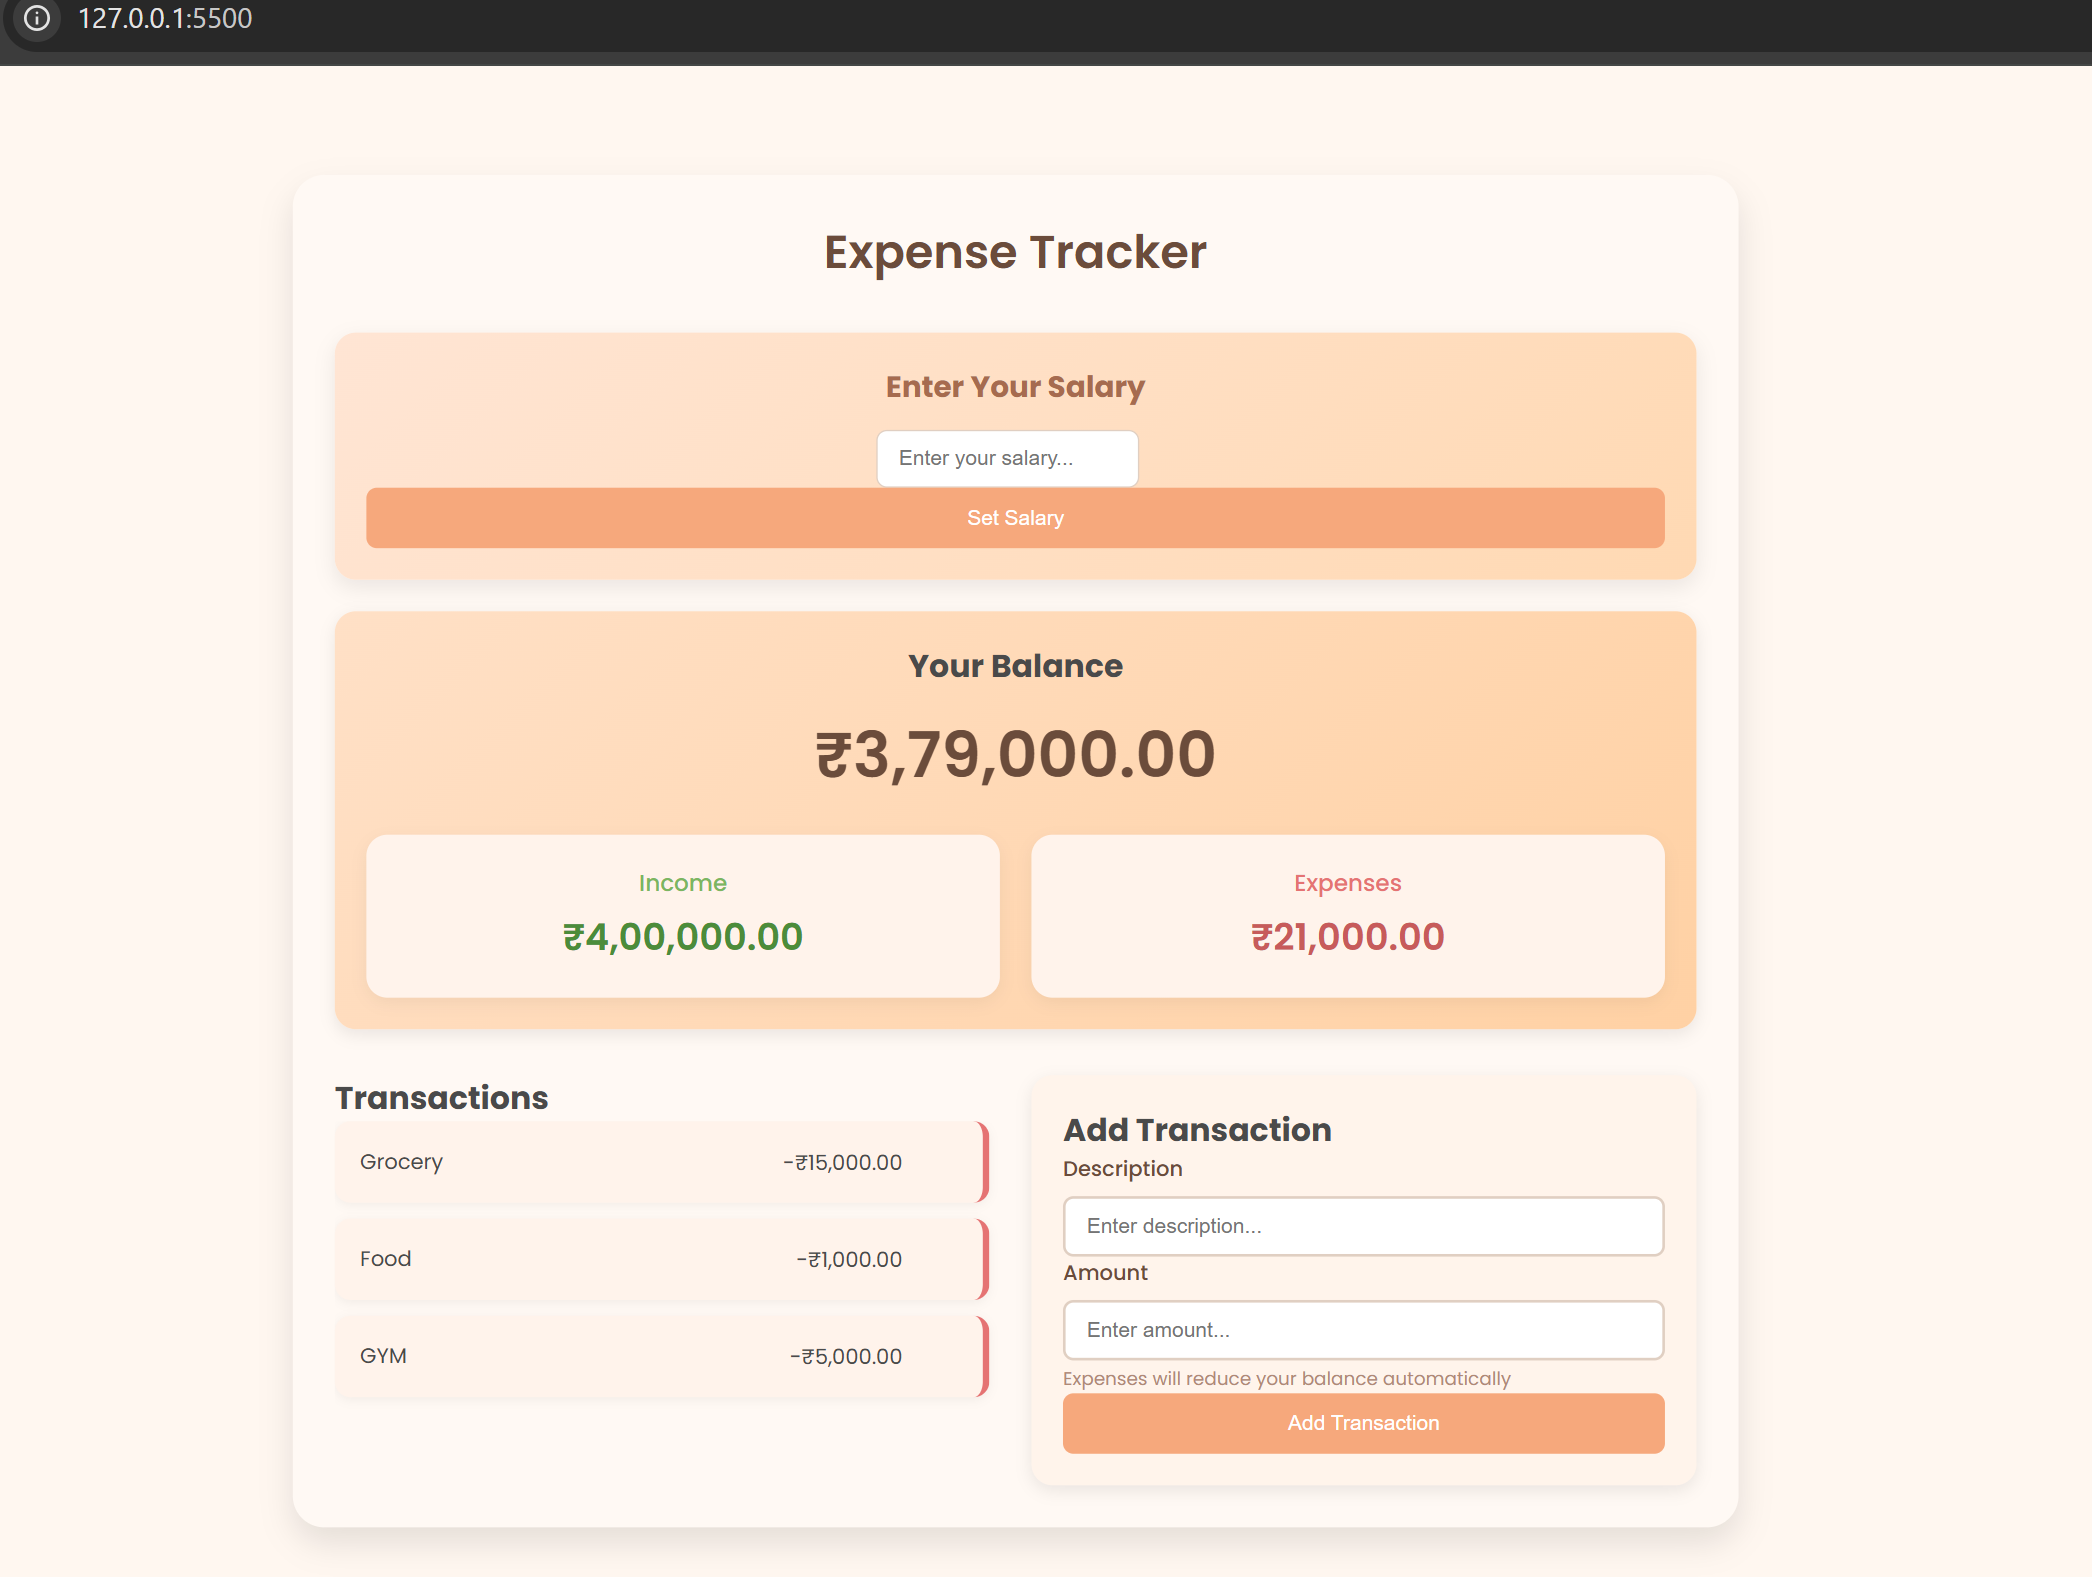 127.0.0.1:5500
Expense Tracker
Enter Your Salary
Enter your salary...
Set Salary
Your Balance
₹3,79,000.00
Income
₹4,00,000.00
Expenses
₹21,000.00
Transactions
Grocery -₹15,000.00
Food -₹1,000.00
GYM -₹5,000.00
Add Transaction
Description
Enter description...
Amount
Enter amount...
Expenses will reduce your balance automatically
Add Transaction